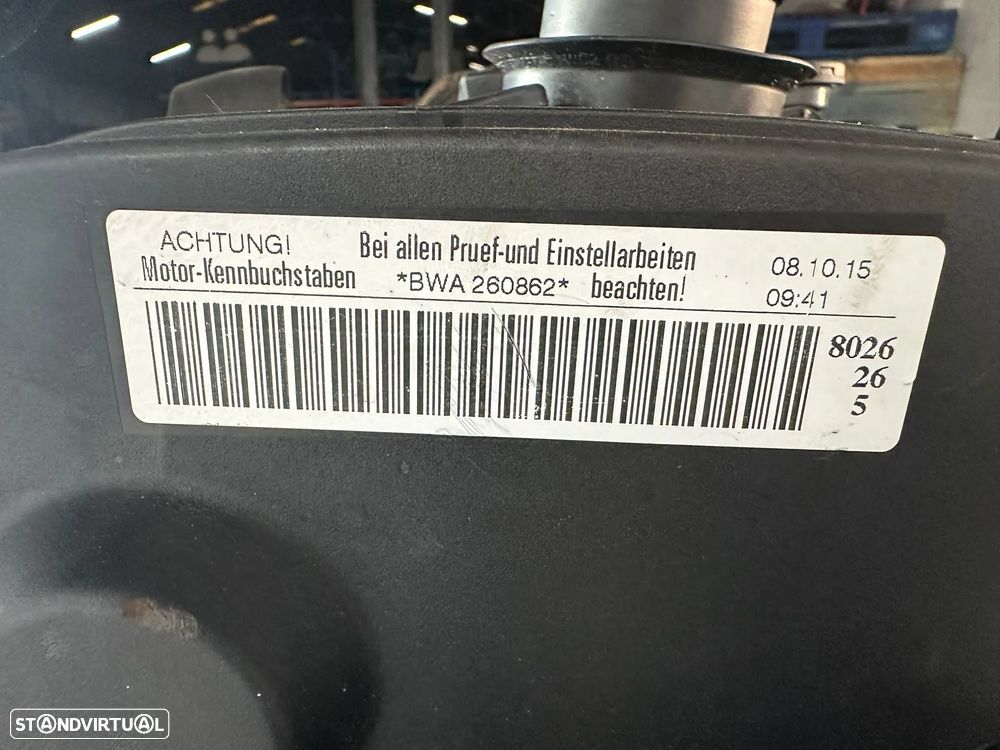 ACHTUNG! Bei allen Pruef-und Einstellarbeiten 08.10.15
Motor-Kennbuchstaben *BWA 260862* beachten! 09:41
8026
26
5
STANDVIRTUAL